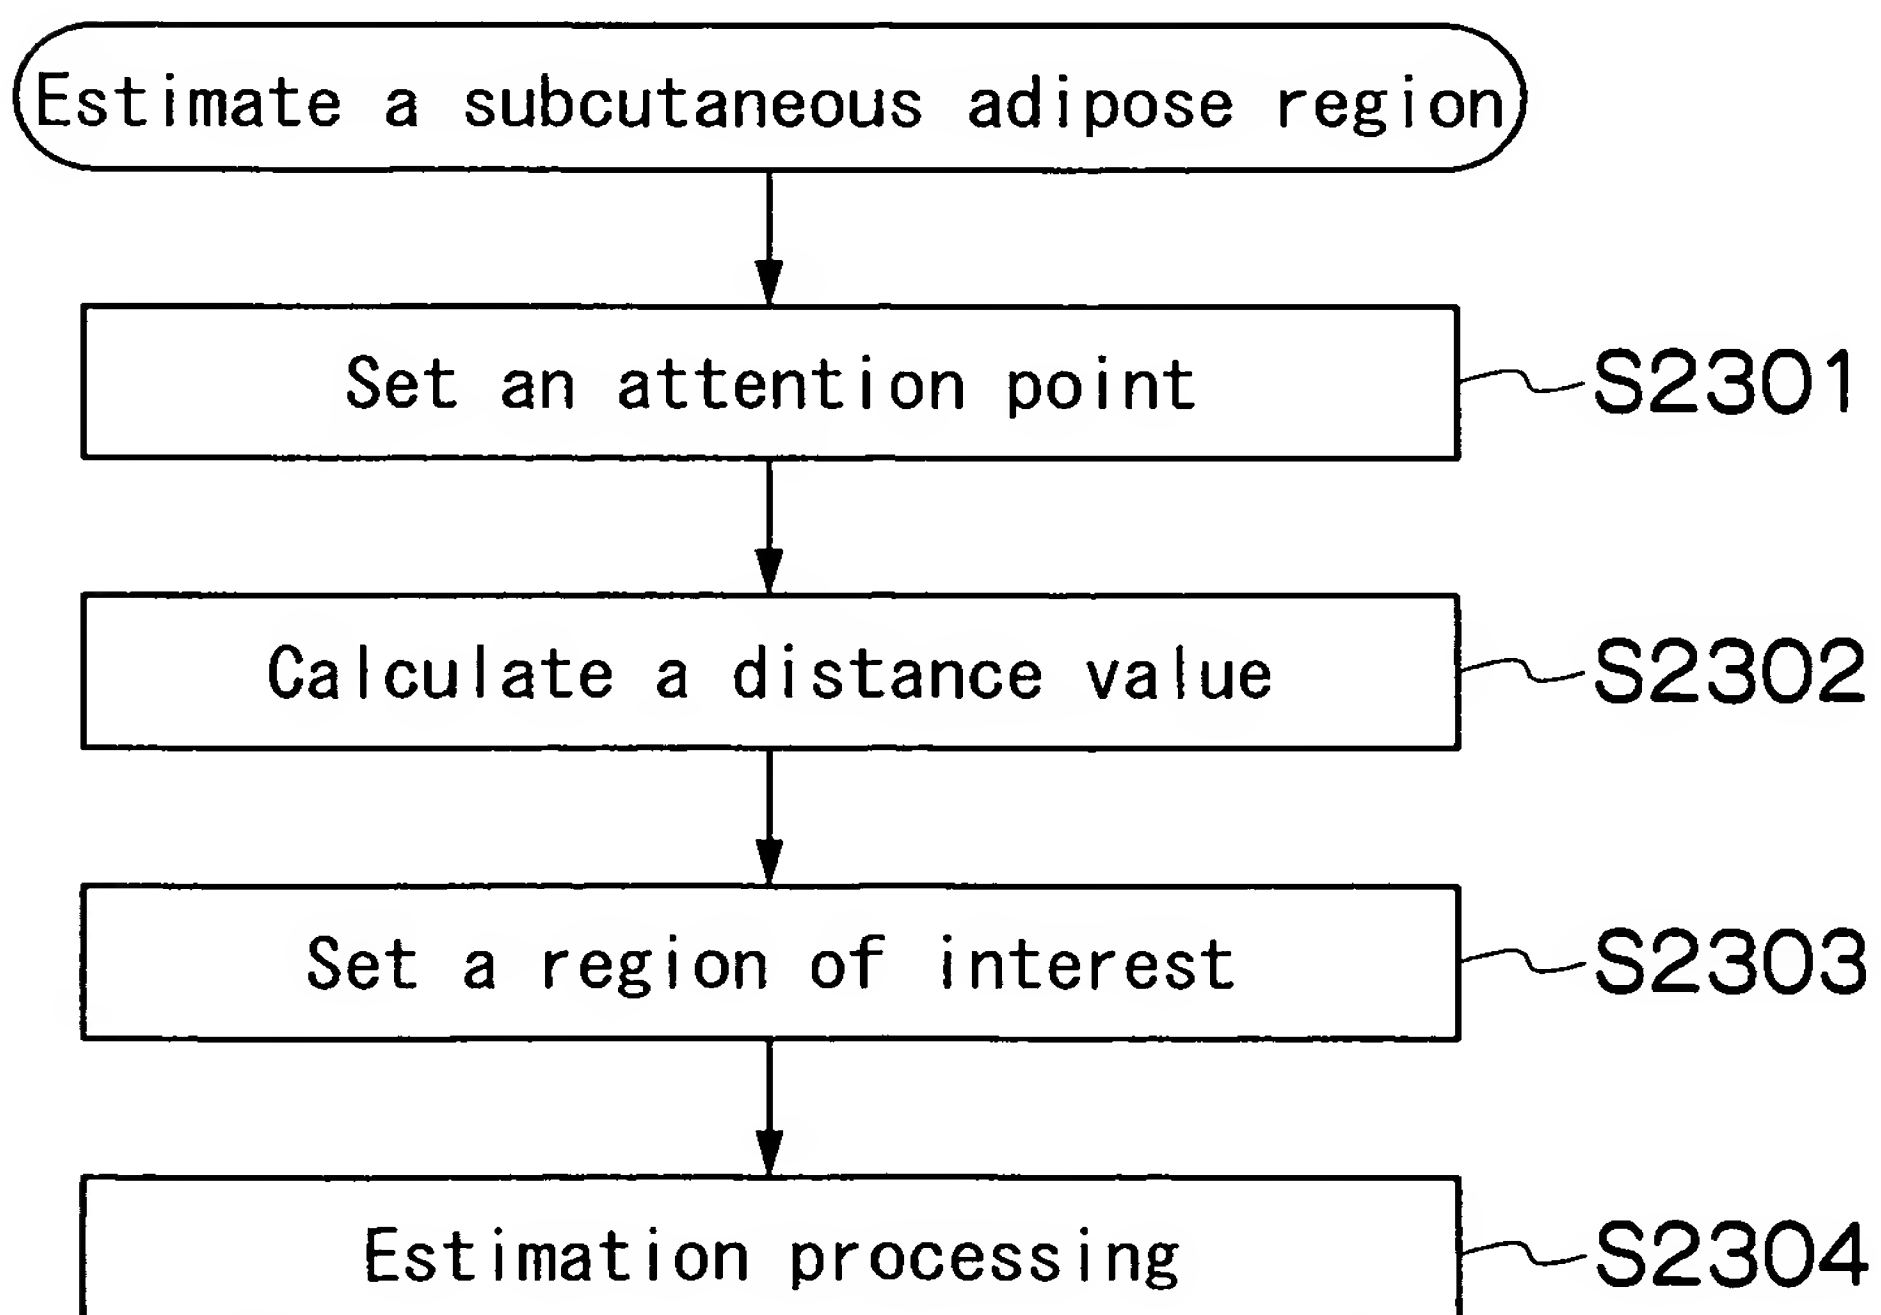 Estimate a subcutaneous adipose region
Set an attention point
S2301
Calculate a distance value
S2302
Set a region of interest
S2303
Estimation processing
S2304